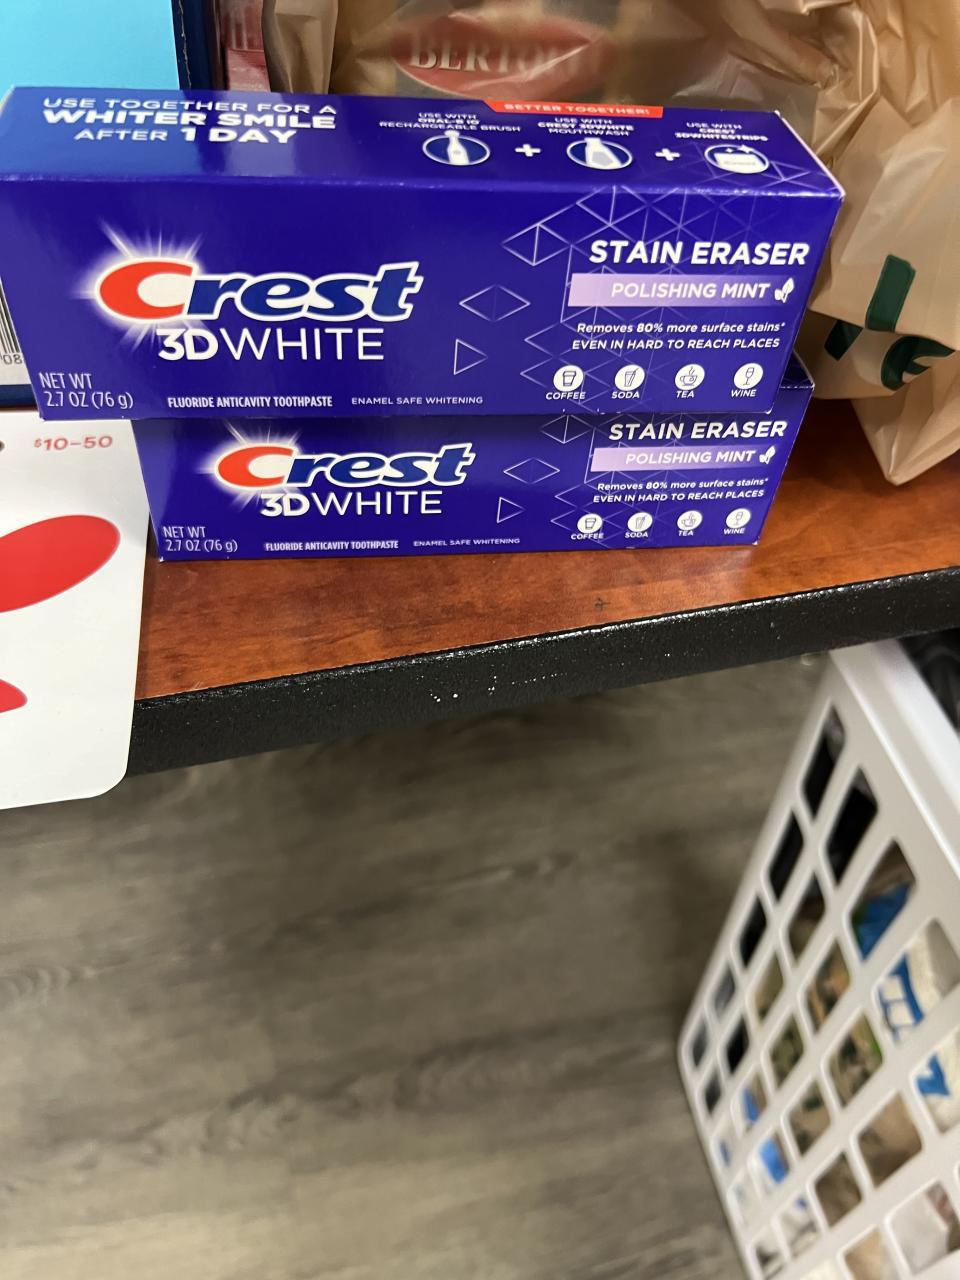 USE TOGETHER FOR A
WHITER SMILE
AFTER 1 DAY
BETTER TOGETHER!
USE WITH
ORAL-B IO
RECHARGEABLE BRUSH
+
USE WITH
CREST 3DWHITE
MOUTHWASH
+
USE WITH
CREST
3DWHITESTRIPS
Crest
3DWHITE
STAIN ERASER
POLISHING MINT
Removes 80% more surface stains*
EVEN IN HARD TO REACH PLACES
COFFEE
SODA
TEA
WINE
NET WT
2.7 OZ (76 g)
FLUORIDE ANTICAVITY TOOTHPASTE
ENAMEL SAFE WHITENING
Crest
3DWHITE
STAIN ERASER
POLISHING MINT
Removes 80% more surface stains*
EVEN IN HARD TO REACH PLACES
COFFEE
SODA
TEA
WINE
NET WT
2.7 OZ (76 g)
FLUORIDE ANTICAVITY TOOTHPASTE
ENAMEL SAFE WHITENING
$10-50
08